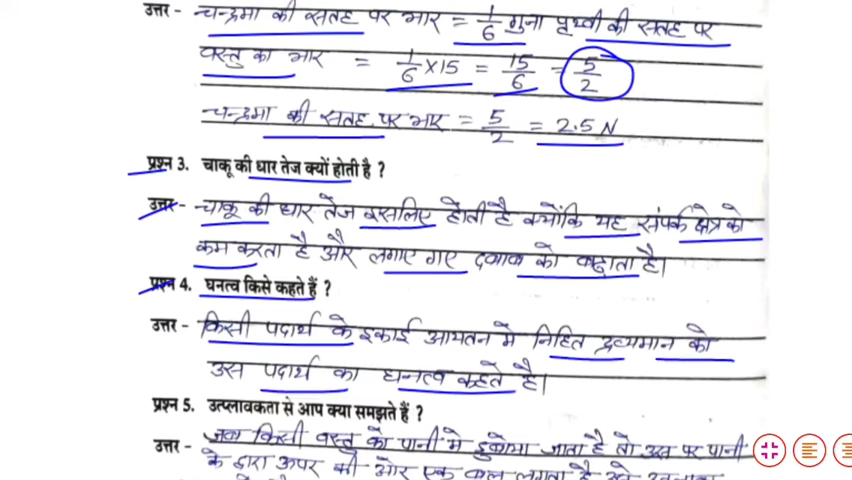 उत्तर - चन्द्रमा की सतह पर भार = 1/6 गुना पृथ्वी की सतह पर
वस्तु का भार = 1/6 × 15 = 15/6 = 5/2
चन्द्रमा की सतह पर भार = 5/2 = 2.5 N
प्रश्न 3. चाकू की धार तेज क्यों होती है ?
उत्तर - चाकू की धार तेज इसलिए होती है क्योंकि यह संपर्क क्षेत्र को
कम करता है और लगाए गए दबाव को बढ़ाता है।
प्रश्न 4. घनत्व किसे कहते हैं ?
उत्तर - किसी पदार्थ के इकाई आयतन मे निहित द्रव्यमान को
उस पदार्थ का घनत्व कहते है।
प्रश्न 5. उत्प्लावकता से आप क्या समझते हैं ?
उत्तर - जब किसी वस्तु को पानी मे डुबोया जाता है तो उस पर पानी
के द्वारा ऊपर की ओर एक बल लगता है